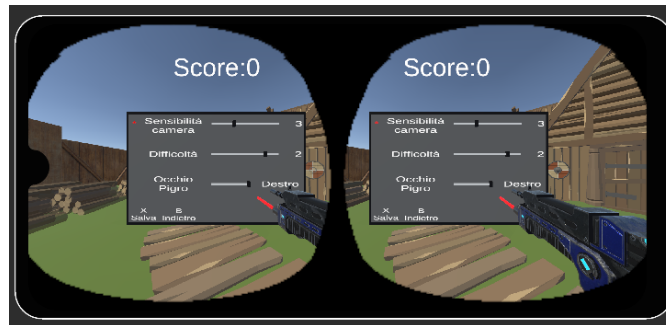 Score:0
Sensibilità
camera
3
Difficoltà
2
Occhio
Pigro
Destro
X
B
Salva
Indietro
Score:0
Sensibilità
camera
3
Difficoltà
2
Occhio
Pigro
Destro
X
B
Salva
Indietro